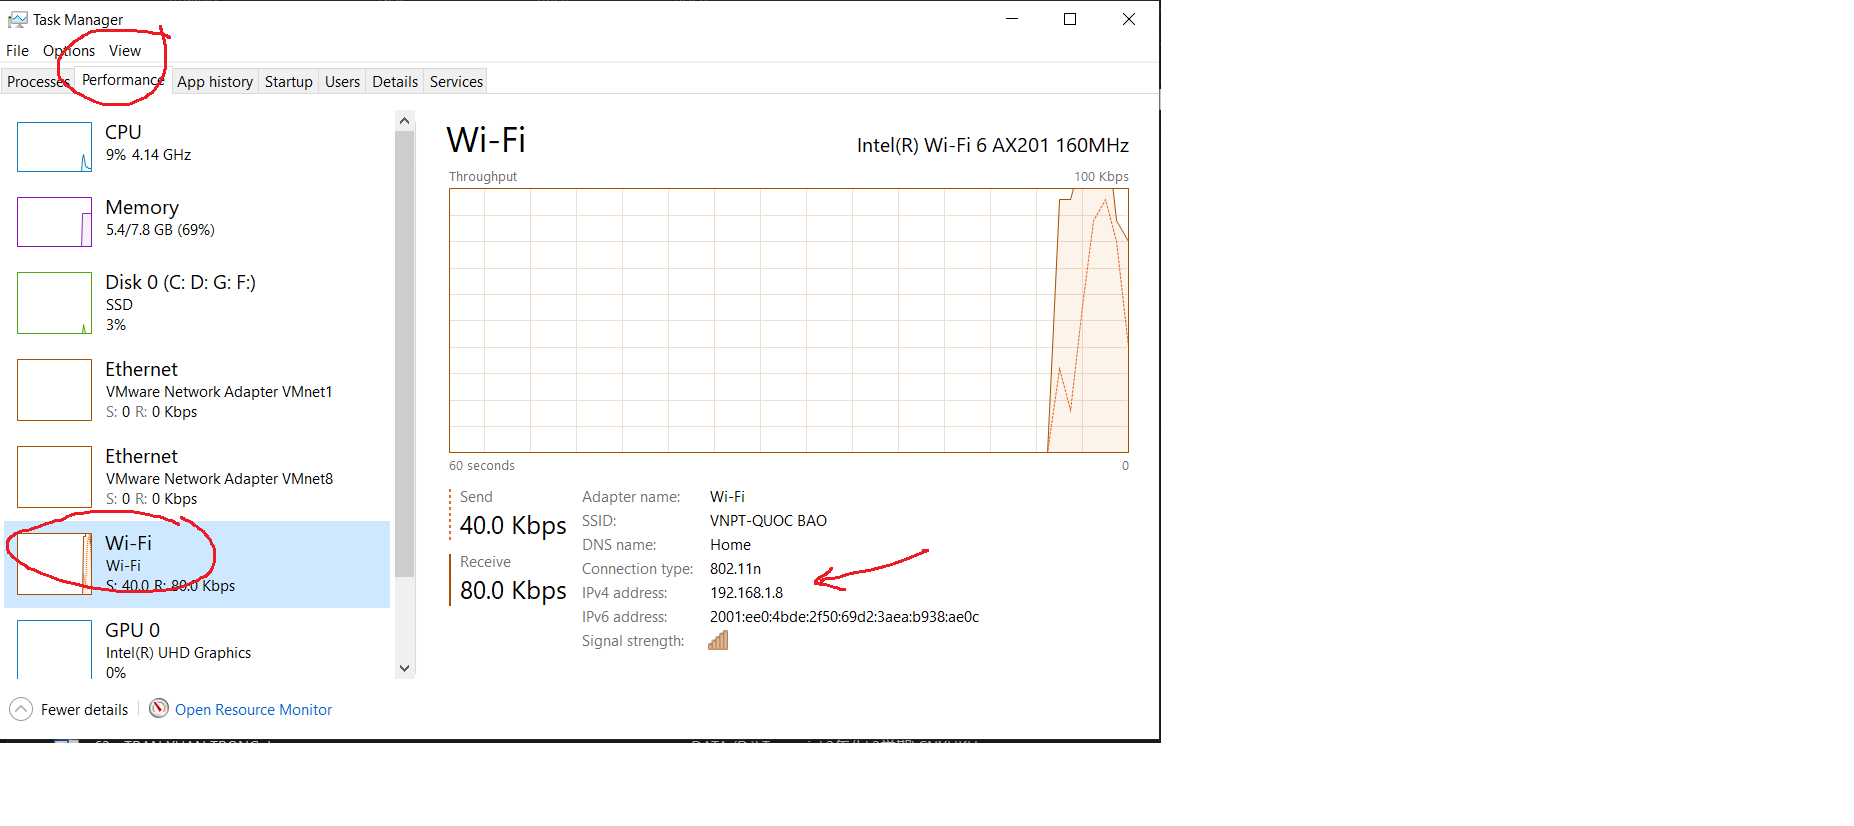 Task Manager
File Options View
Processes Performance App history Startup Users Details Services
CPU
9% 4.14 GHz
Memory
5.4/7.8 GB (69%)
Disk 0 (C: D: G: F:)
SSD
3%
Ethernet
VMware Network Adapter VMnet1
S: 0 R: 0 Kbps
Ethernet
VMware Network Adapter VMnet8
S: 0 R: 0 Kbps
Wi-Fi
Wi-Fi
S: 40.0 R: 80.0 Kbps
GPU 0
Intel(R) UHD Graphics
0%
Wi-Fi
Intel(R) Wi-Fi 6 AX201 160MHz
Throughput
100 Kbps
60 seconds
0
Send
40.0 Kbps
Receive
80.0 Kbps
Adapter name: Wi-Fi
SSID: VNPT-QUOC BAO
DNS name: Home
Connection type: 802.11n
IPv4 address: 192.168.1.8
IPv6 address: 2001:ee0:4bde:2f50:69d2:3aea:b938:ae0c
Signal strength:
Fewer details
Open Resource Monitor